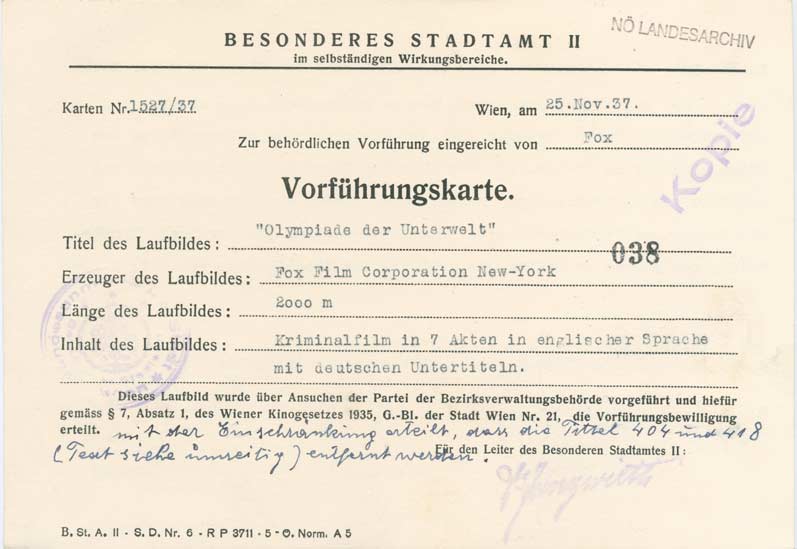 NÖ LANDESARCHIV
BESONDERES STADTAMT II
im selbständigen Wirkungsbereiche.
Karten Nr. 1527/37 Wien, am 25.Nov.37.
Zur behördlichen Vorführung eingereicht von Fox
Kopie
Vorführungskarte.
Titel des Laufbildes: "Olympiade der Unterwelt"
038
Erzeuger des Laufbildes: Fox Film Corporation New-York
Länge des Laufbildes: 2000 m
Inhalt des Laufbildes: Kriminalfilm in 7 Akten in englischer Sprache
mit deutschen Untertiteln.
Dieses Laufbild wurde über Ansuchen der Partei der Bezirksverwaltungsbehörde vorgeführt und hiefür
gemäss § 7, Absatz 1, des Wiener Kinogesetzes 1935, G.-Bl. der Stadt Wien Nr. 21, die Vorführungsbewilligung
erteilt. mit der Einschränkung erteilt, dass die Tittel 404 und 418
(Text siehe umseitig) entfernt werden.
Für den Leiter des Besonderen Stadtamtes II:
B. St. A. II - S. D. Nr. 6 - R P 3711 - 5 - O. Norm. A 5